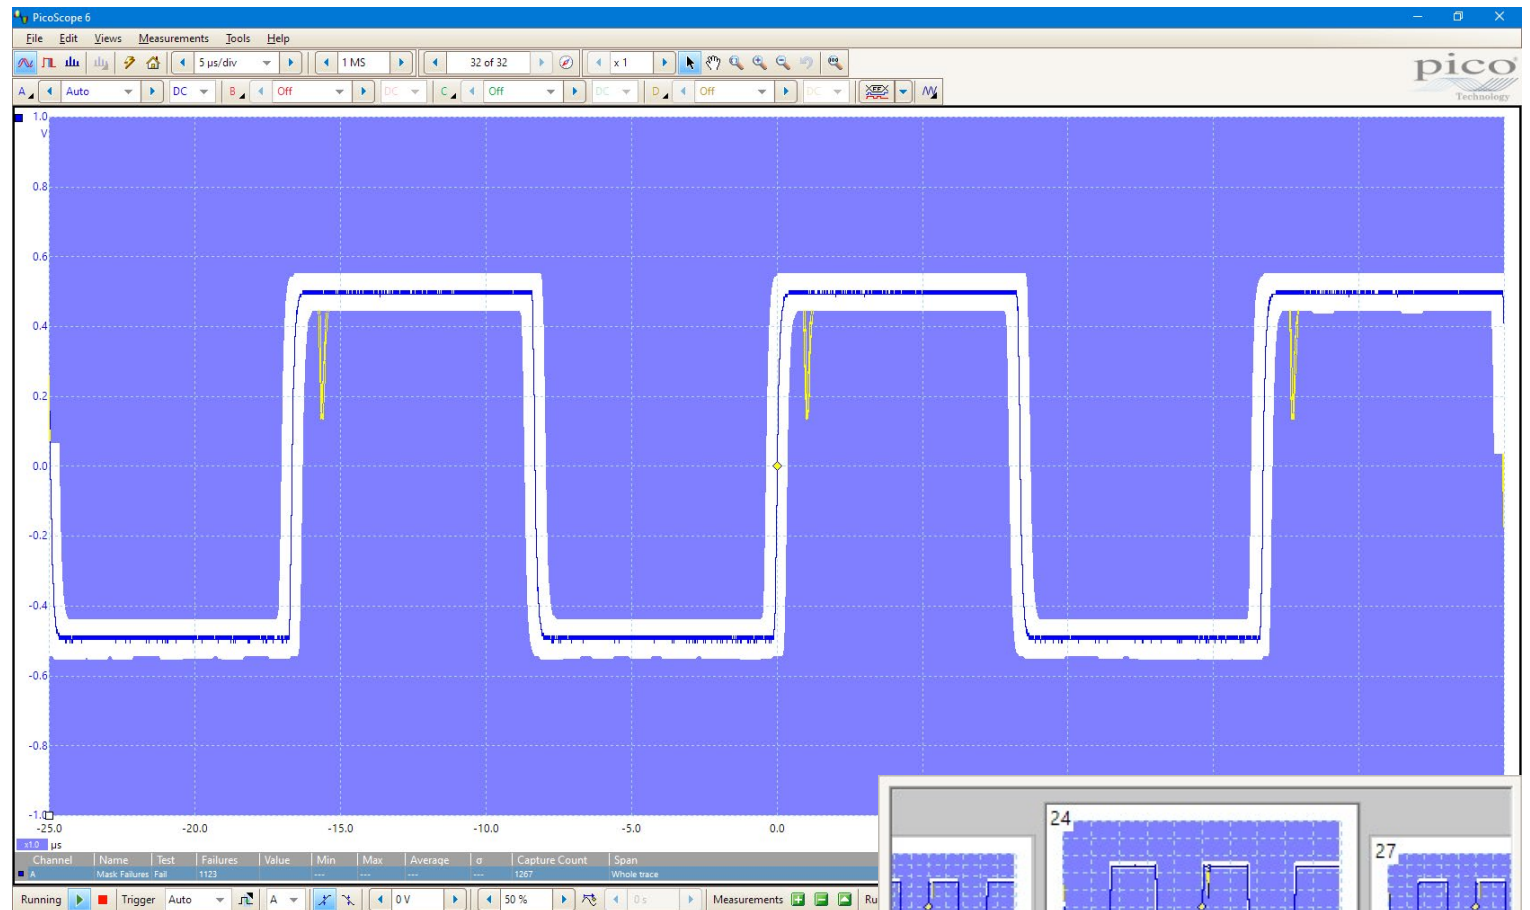 PicoScope 6
File Edit Views Measurements Tools Help
5 µs/div 1 MS 32 of 32 x 1
pico
Technology
A Auto DC B Off DC C Off DC D Off DC
1.0
V
0.8
0.6
0.4
0.2
0.0
-0.2
-0.4
-0.6
-0.8
-1.0
-25.0 -20.0 -15.0 -10.0 -5.0 0.0
x1.0 µs
24
27
Channel Name Test Failures Value Min Max Average σ Capture Count Span
A Mask Failures Fail 1123 --- --- --- --- 1267 Whole trace
Running Trigger Auto A 0 V 50 % 0 s Measurements Ru